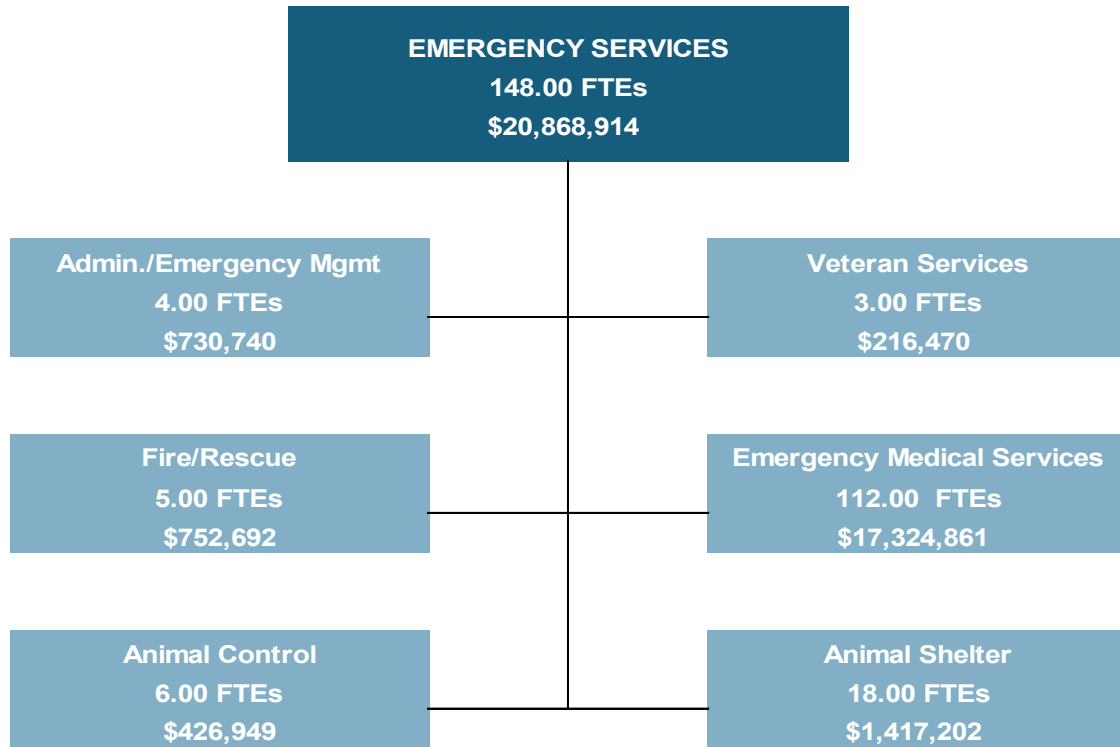 EMERGENCY SERVICES
148.00 FTEs
$20,868,914
Admin./Emergency Mgmt
4.00 FTEs
$730,740
Veteran Services
3.00 FTEs
$216,470
Fire/Rescue
5.00 FTEs
$752,692
Emergency Medical Services
112.00 FTEs
$17,324,861
Animal Control
6.00 FTEs
$426,949
Animal Shelter
18.00 FTEs
$1,417,202